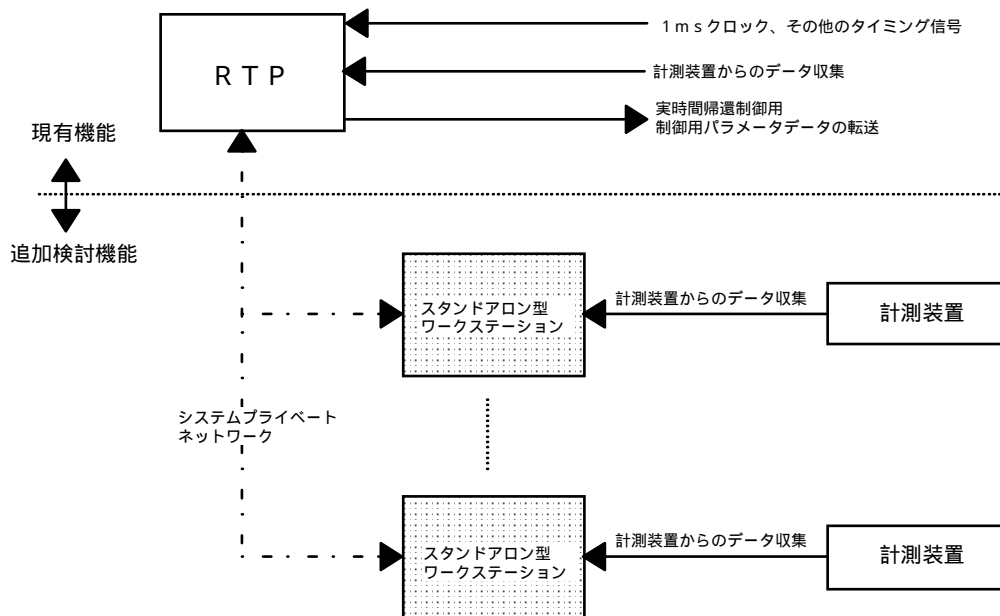 １ｍｓクロック、その他のタイミング信号
ＲＴＰ
計測装置からのデータ収集
実時間帰還制御用
制御用パラメータデータの転送
現有機能
追加検討機能
計測装置からのデータ収集
スタンドアロン型
ワークステーション
計測装置
システムプライベート
ネットワーク
計測装置からのデータ収集
スタンドアロン型
ワークステーション
計測装置